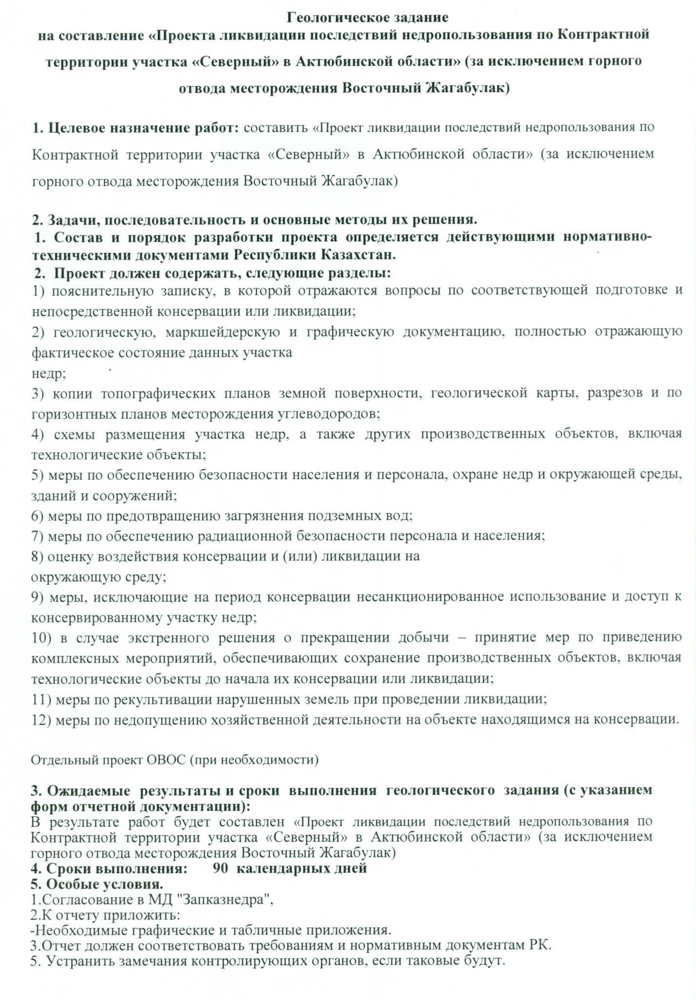 Геологическое задание
на составление «Проекта ликвидации последствий недропользования по Контрактной
территории участка «Северный» в Актюбинской области» (за исключением горного
отвода месторождения Восточный Жагабулак)
1. Целевое назначение работ: составить «Проект ликвидации последствий недропользования по
Контрактной территории участка «Северный» в Актюбинской области» (за исключением
горного отвода месторождения Восточный Жагабулак)
2. Задачи, последовательность и основные методы их решения.
1. Состав и порядок разработки проекта определяется действующими нормативно-
техническими документами Республики Казахстан.
2. Проект должен содержать, следующие разделы:
1) пояснительную записку, в которой отражаются вопросы по соответствующей подготовке и
непосредственной консервации или ликвидации;
2) геологическую, маркшейдерскую и графическую документацию, полностью отражающую
фактическое состояние данных участка
недр;
3) копии топографических планов земной поверхности, геологической карты, разрезов и по
горизонтных планов месторождения углеводородов;
4) схемы размещения участка недр, а также других производственных объектов, включая
технологические объекты;
5) меры по обеспечению безопасности населения и персонала, охране недр и окружающей среды,
зданий и сооружений;
6) меры по предотвращению загрязнения подземных вод;
7) меры по обеспечению радиационной безопасности персонала и населения;
8) оценку воздействия консервации и (или) ликвидации на
окружающую среду;
9) меры, исключающие на период консервации несанкционированное использование и доступ к
консервированному участку недр;
10) в случае экстренного решения о прекращении добычи – принятие мер по приведению
комплексных мероприятий, обеспечивающих сохранение производственных объектов, включая
технологические объекты до начала их консервации или ликвидации;
11) меры по рекультивации нарушенных земель при проведении ликвидации;
12) меры по недопущению хозяйственной деятельности на объекте находящимся на консервации.
Отдельный проект ОВОС (при необходимости)
3. Ожидаемые результаты и сроки выполнения геологического задания (с указанием
форм отчетной документации):
В результате работ будет составлен «Проект ликвидации последствий недропользования по
Контрактной территории участка «Северный» в Актюбинской области» (за исключением
горного отвода месторождения Восточный Жагабулак)
4. Сроки выполнения: 90 календарных дней
5. Особые условия.
1.Согласование в МД "Запказнедра",
2.К отчету приложить:
-Необходимые графические и табличные приложения.
3.Отчет должен соответствовать требованиям и нормативным документам РК.
5. Устранить замечания контролирующих органов, если таковые будут.